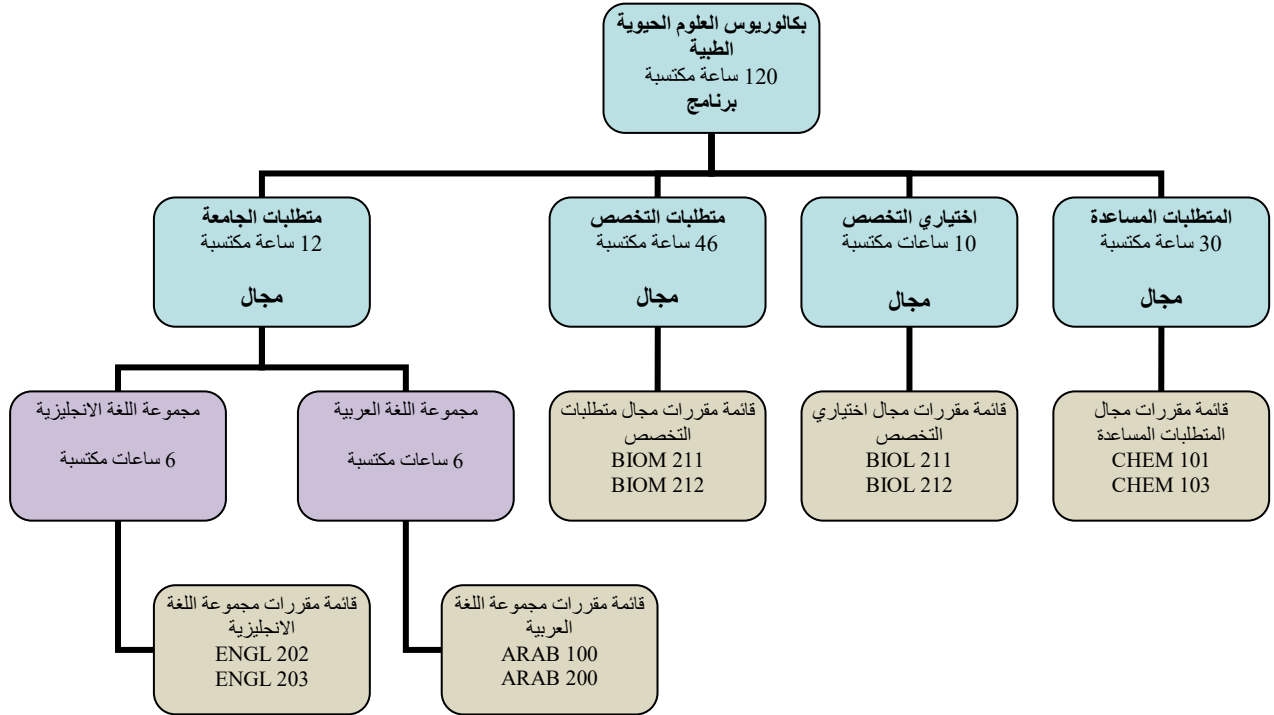 بكالوريوس العلوم الحيوية
الطبية
120 ساعة مكتسبة
برنامج
المتطلبات المساعدة
30 ساعة مكتسبة
مجال
اختياري التخصص
10 ساعات مكتسبة
مجال
متطلبات التخصص
46 ساعة مكتسبة
مجال
متطلبات الجامعة
12 ساعة مكتسبة
مجال
قائمة مقررات مجال
المتطلبات المساعدة
CHEM 101
CHEM 103
قائمة مقررات مجال اختياري
التخصص
BIOL 211
BIOL 212
قائمة مقررات مجال متطلبات
التخصص
BIOM 211
BIOM 212
مجموعة اللغة العربية
6 ساعات مكتسبة
مجموعة اللغة الانجليزية
6 ساعات مكتسبة
قائمة مقررات مجموعة اللغة
العربية
ARAB 100
ARAB 200
قائمة مقررات مجموعة اللغة
الانجليزية
ENGL 202
ENGL 203